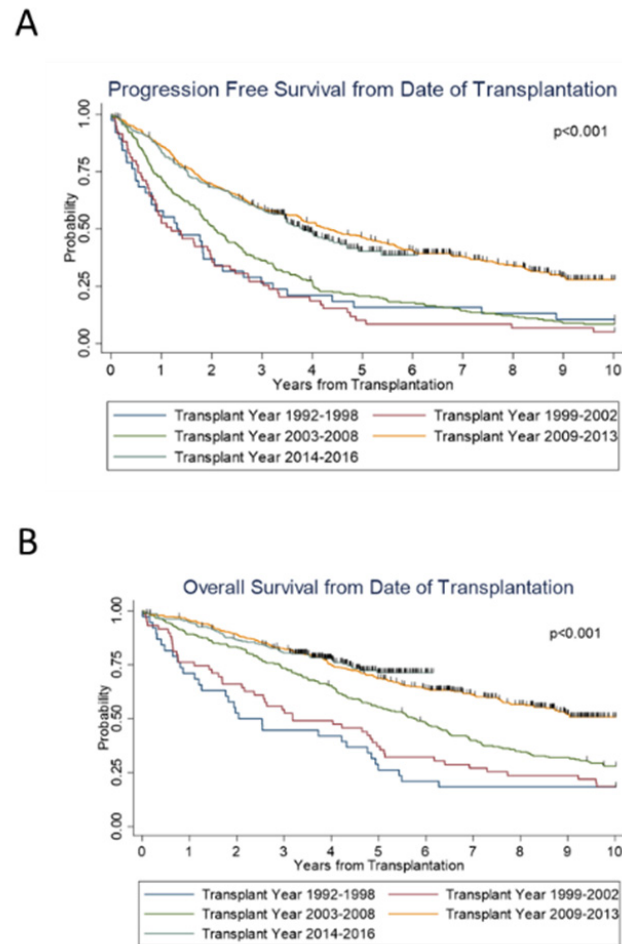 A
Progression Free Survival from Date of Transplantation
p<0.001
1.00
0.75
0.50
0.25
0.00
Probability
0 1 2 3 4 5 6 7 8 9 10
Years from Transplantation
Transplant Year 1992-1998 Transplant Year 1999-2002
Transplant Year 2003-2008 Transplant Year 2009-2013
Transplant Year 2014-2016
B
Overall Survival from Date of Transplantation
p<0.001
1.00
0.75
0.50
0.25
0.00
Probability
0 1 2 3 4 5 6 7 8 9 10
Years from Transplantation
Transplant Year 1992-1998 Transplant Year 1999-2002
Transplant Year 2003-2008 Transplant Year 2009-2013
Transplant Year 2014-2016